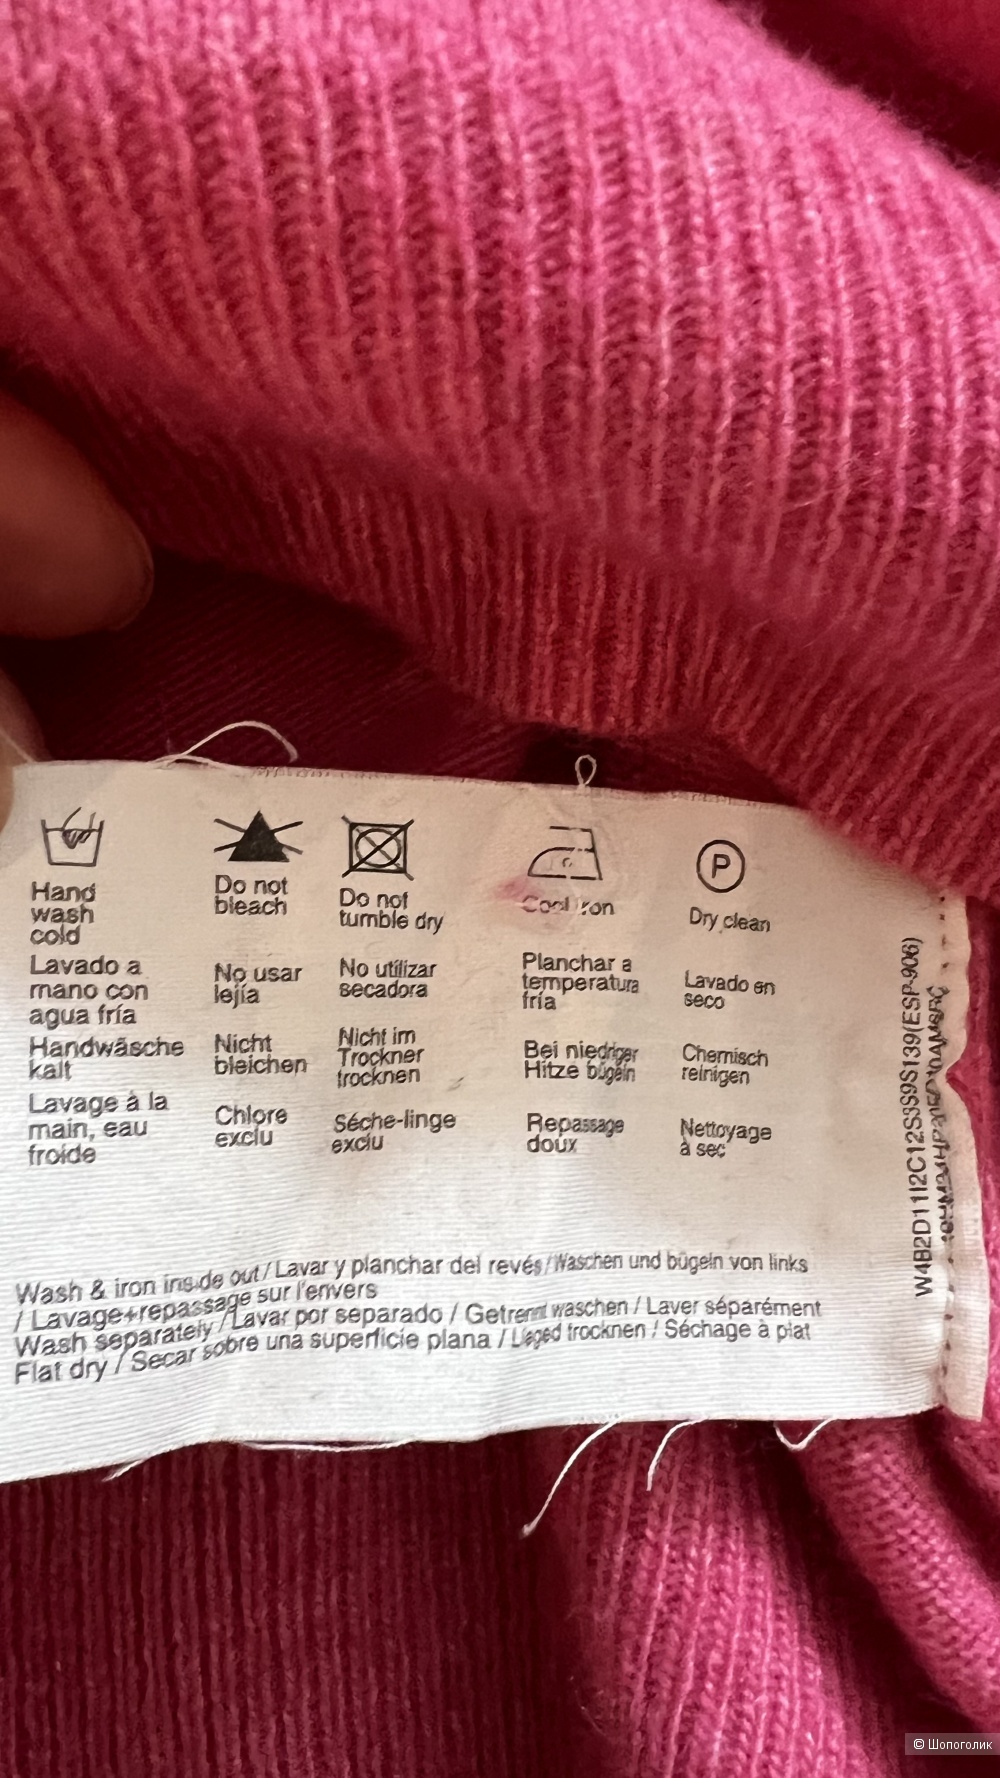 Hand
wash
cold
Lavado a
mano con
agua fría
Handwäsche
kalt
Lavage à la
main, eau
froide
Do not
bleach
No usar
lejía
Nicht
bleichen
Chlore
exclu
Do not
tumble dry
No utilizar
secadora
Nicht im
Trockner
trocknen
Séche-linge
exclu
Cool iron
Planchar a
temperatura
fría
Bei niedriger
Hitze bügeln
Repassage
doux
P
Dry clean
Lavado en
seco
Chemisch
reinigen
Nettoyage
à sec
Wash & iron inside out / Lavar y planchar del revés / Waschen und bügeln von links
/ Lavage+repassage sur l'envers
Wash separately / Lavar por separado / Getrennt waschen / Laver séparément
Flat dry / Secar sobre una superficie plana / Liegend trocknen / Séchage à plat
W4B2D11I2C12S3S9S139(ESP-906)
© Шопоголик